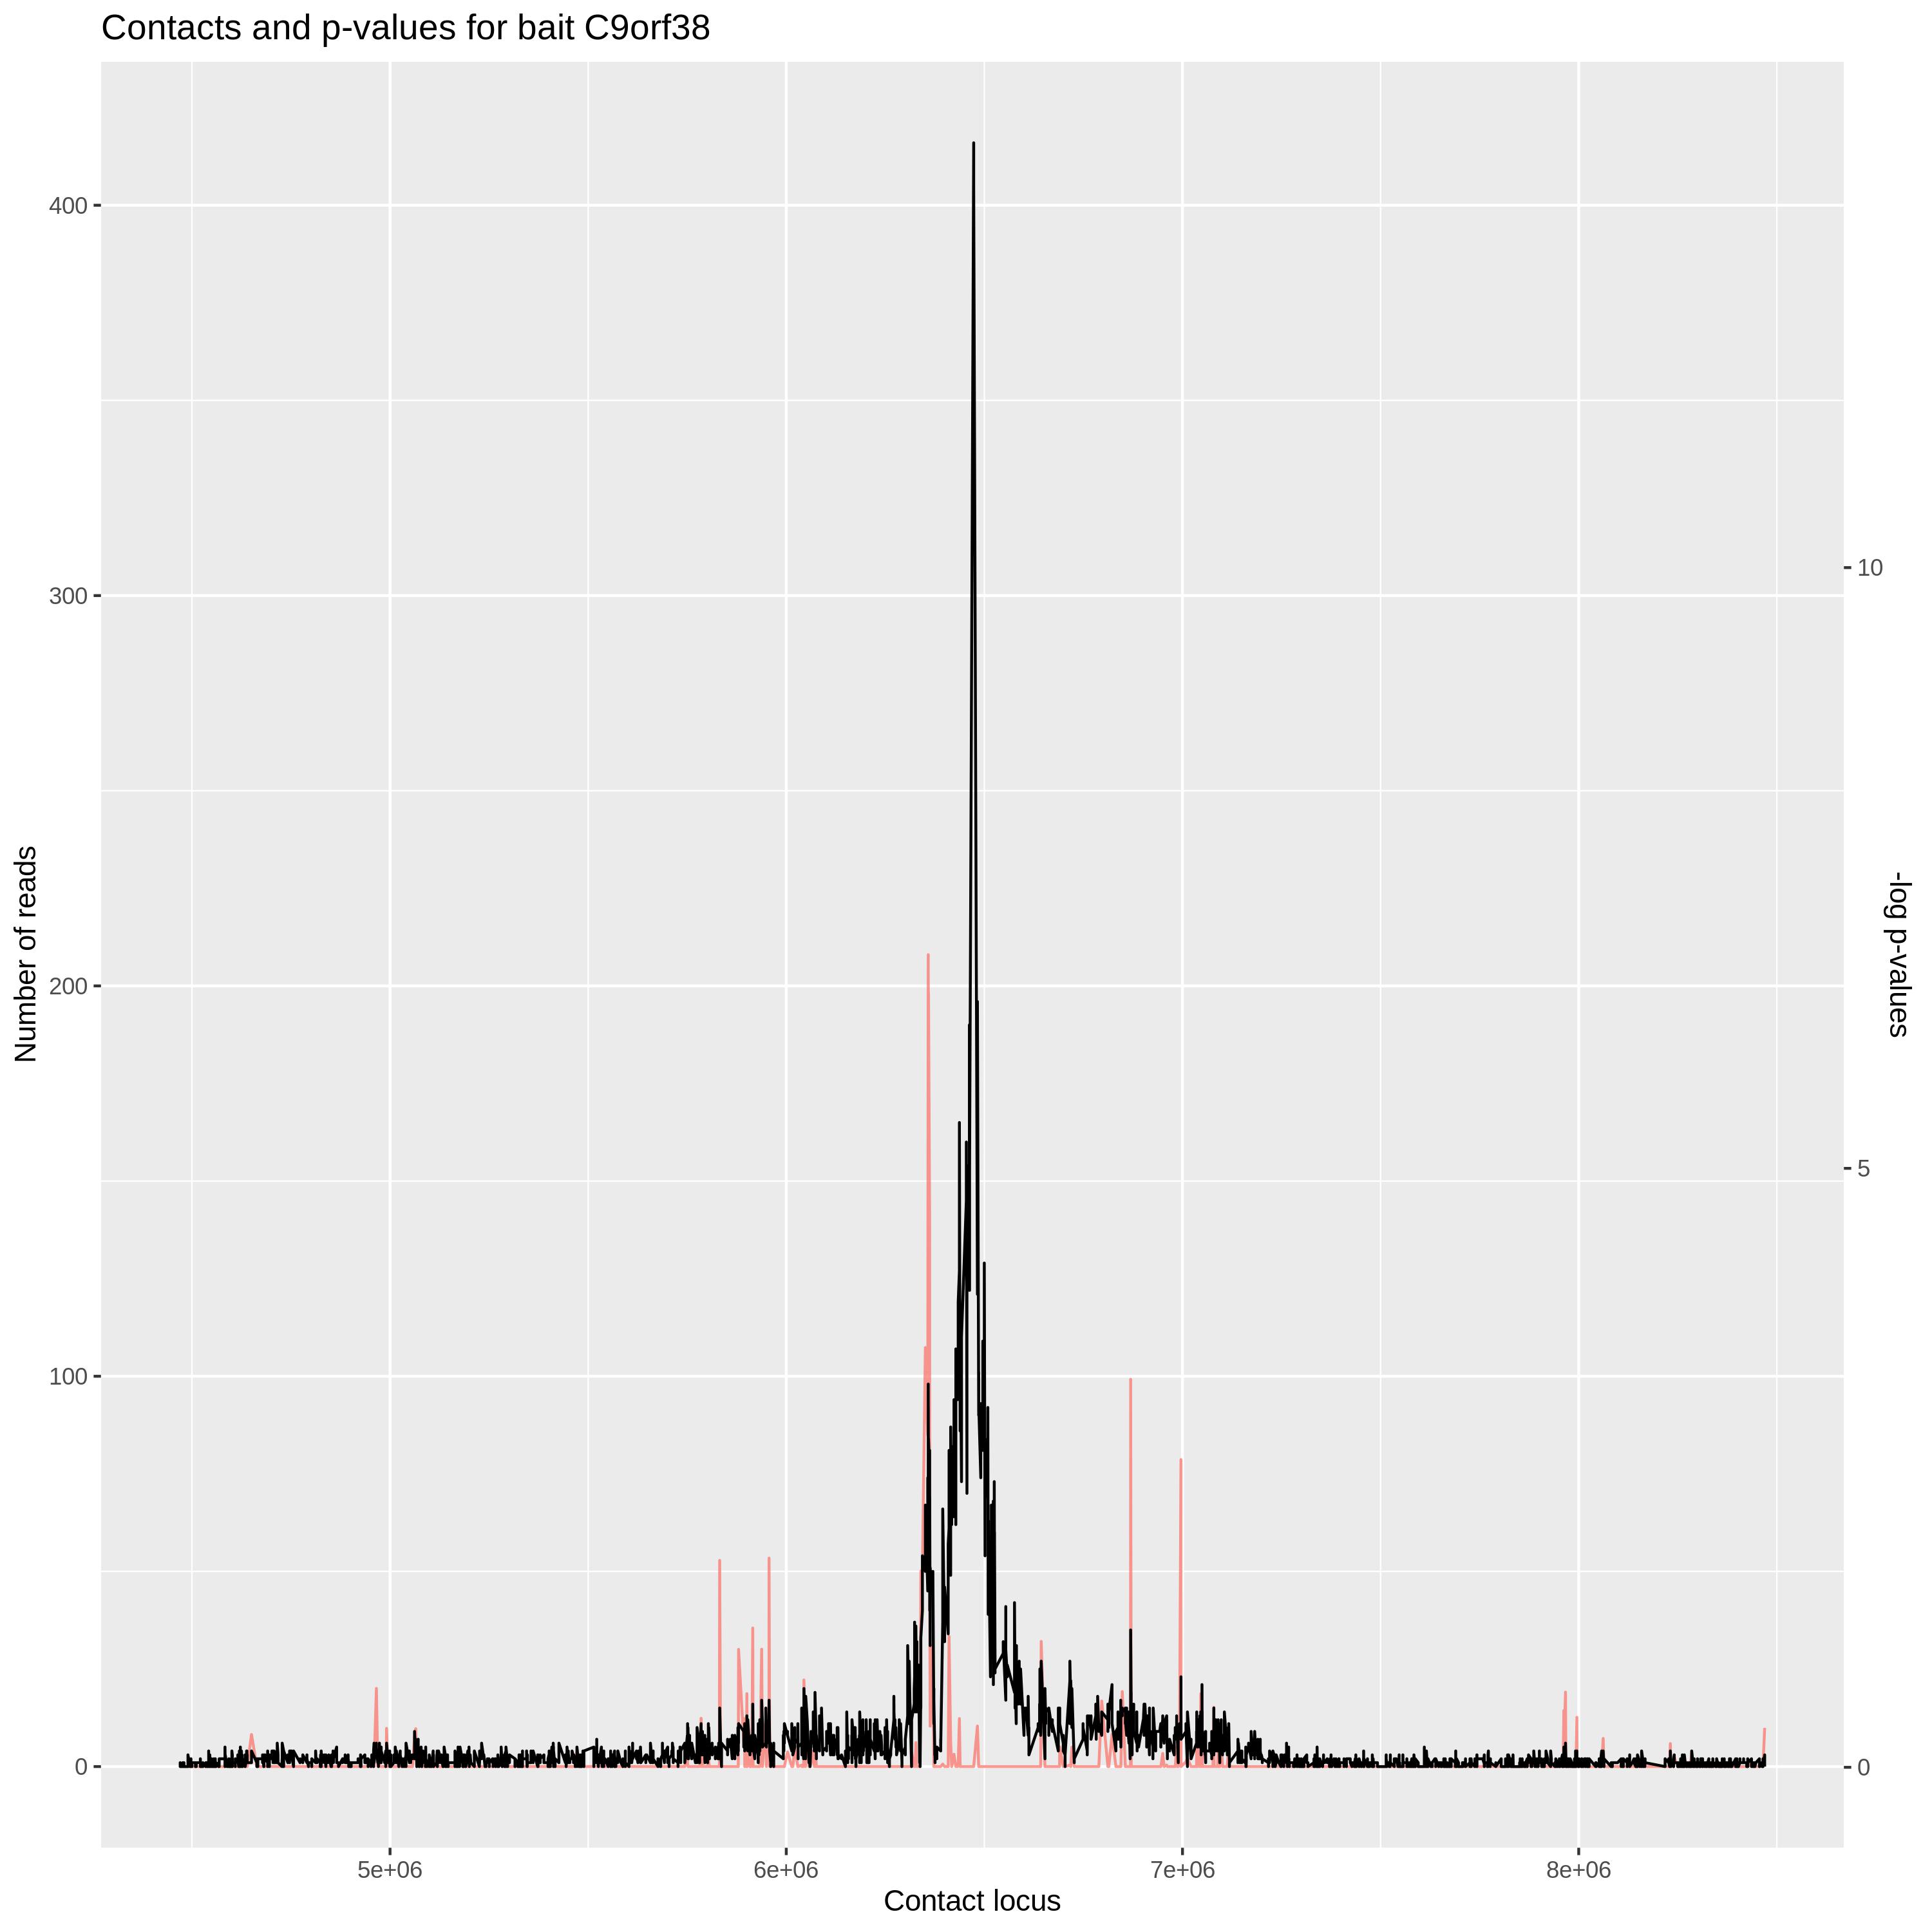 Contacts and p-values for bait C9orf38
400
300
200
100
0
Number of reads
10
5
0
-log p-values
5e+06
6e+06
7e+06
8e+06
Contact locus